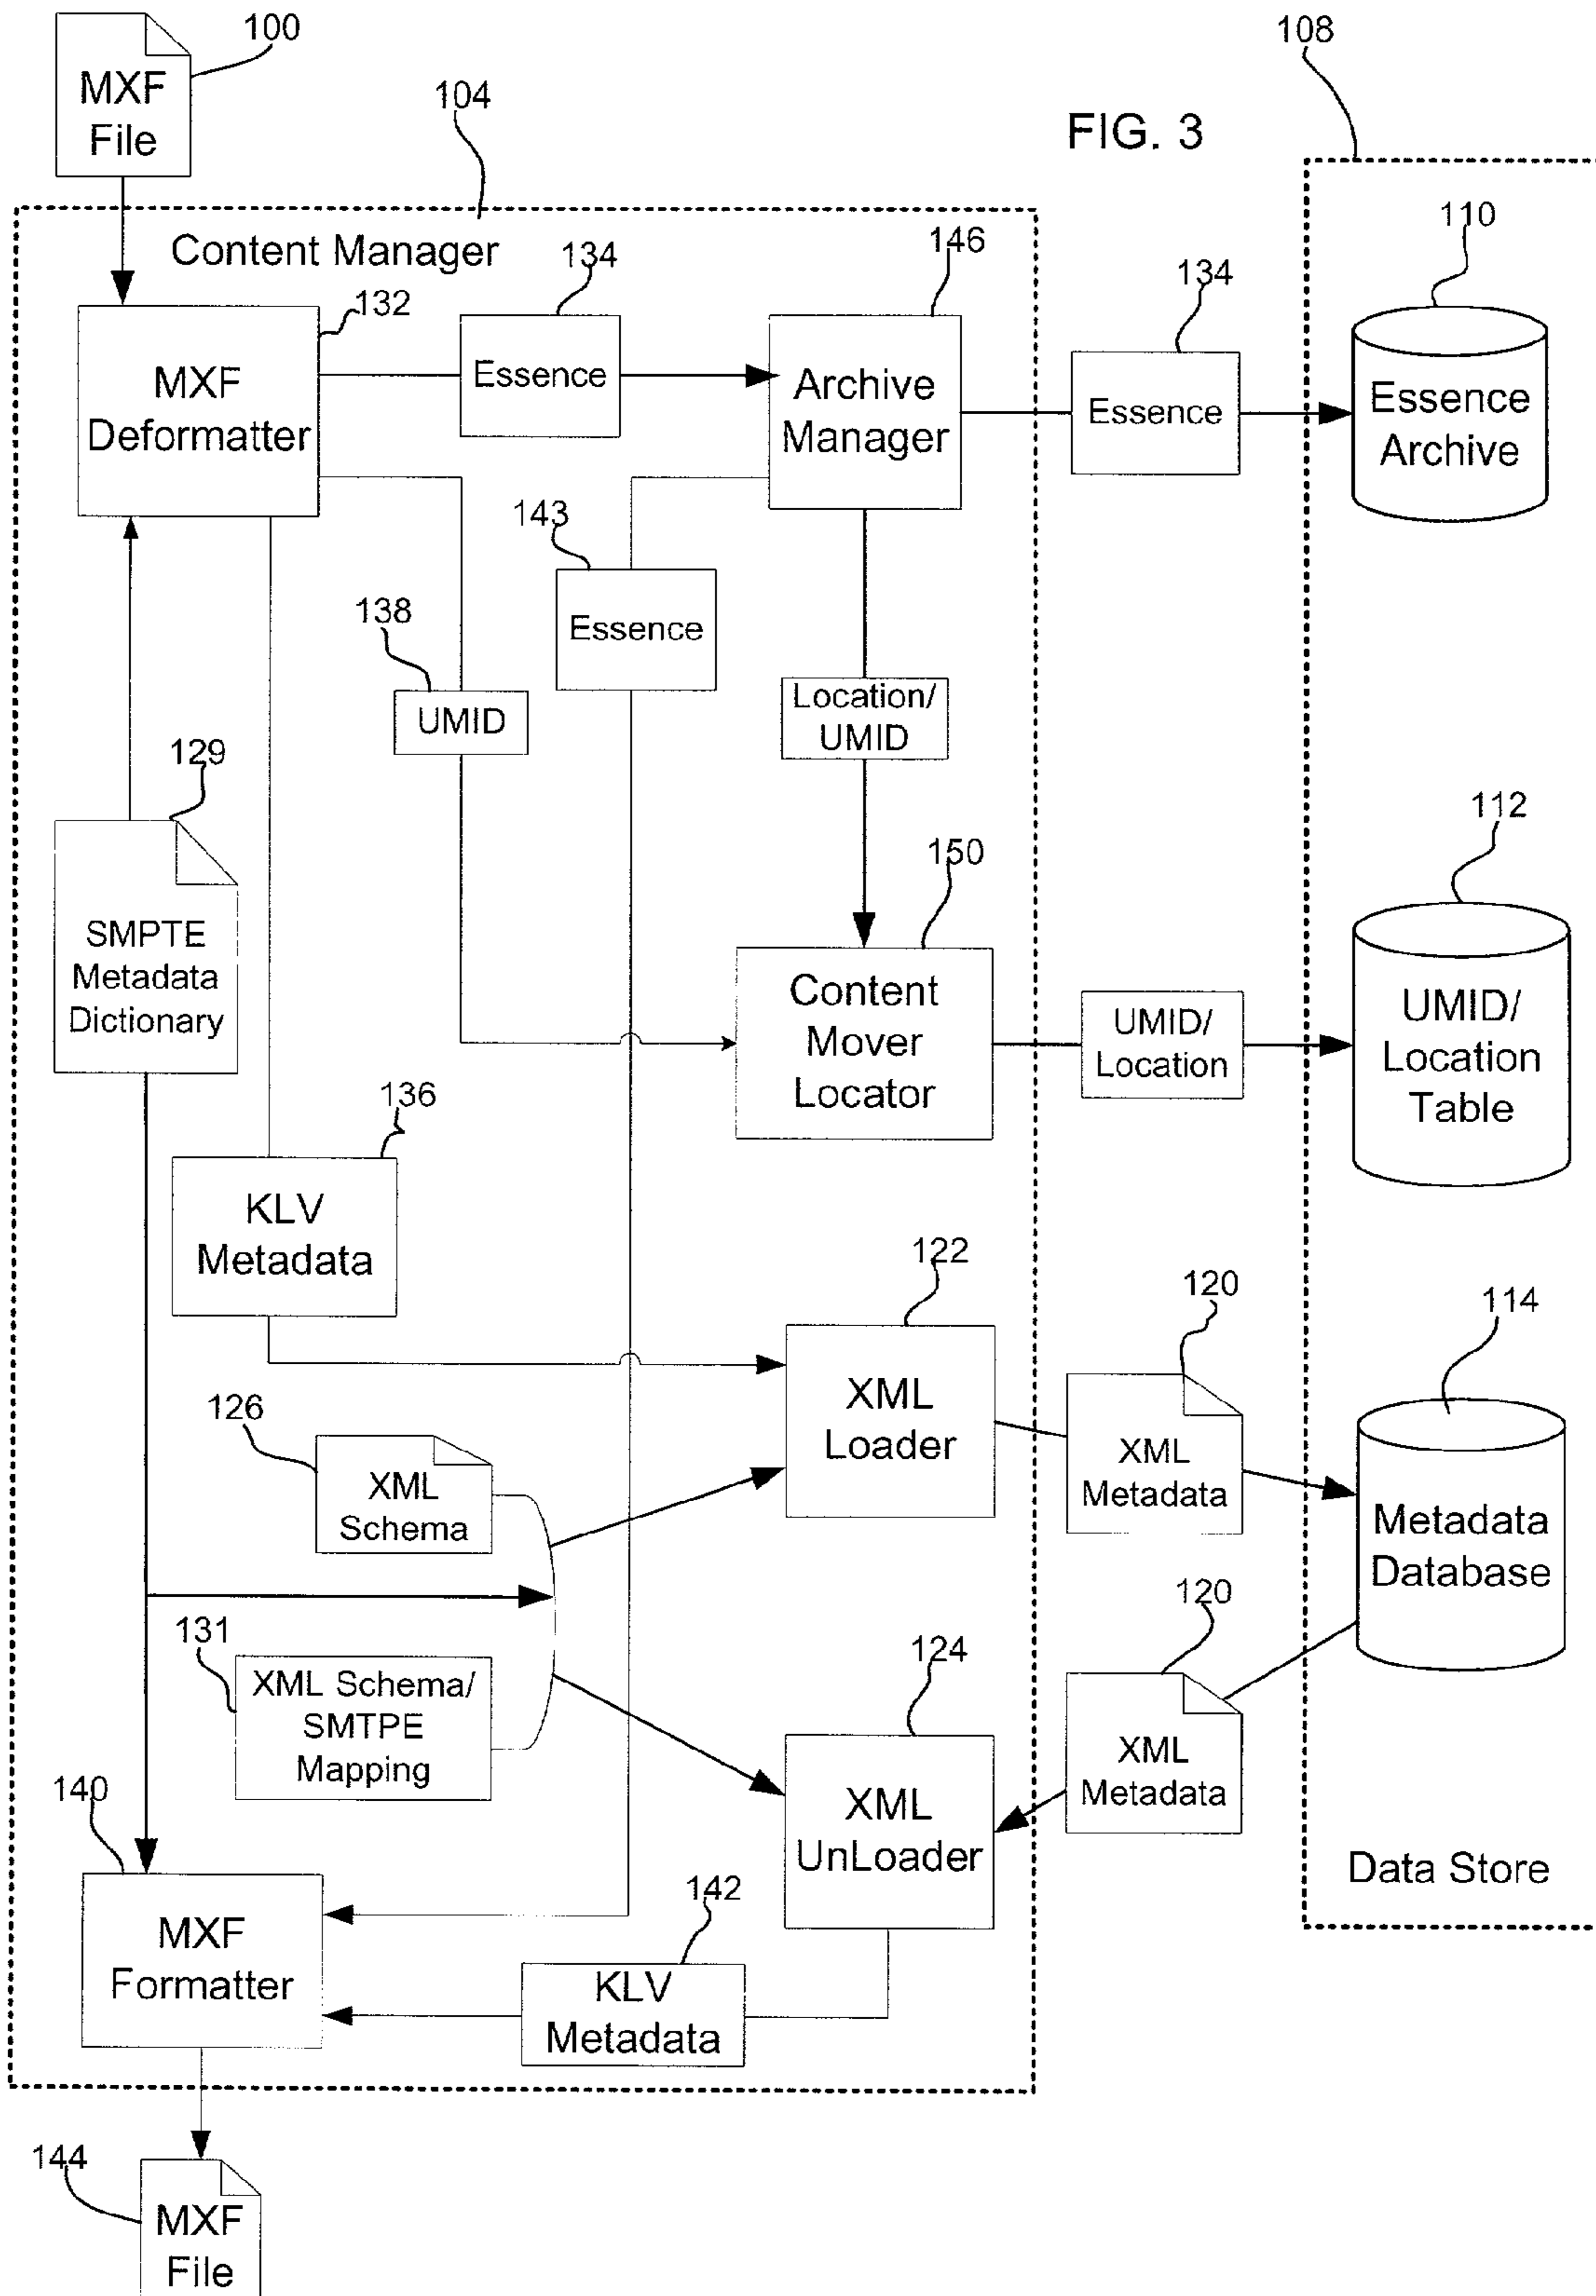 100
MXF
File
108
104
FIG. 3
Content Manager
134
146
134
110
132
MXF
Deformatter
Essence
Archive
Manager
Essence
Essence
Archive
143
138
Essence
UMID
Location/
UMID
129
112
150
SMPTE
Metadata
Dictionary
Content
Mover
Locator
UMID/
Location
UMID/
Location
Table
136
KLV
Metadata
122
120
114
126
XML
Schema
XML
Loader
XML
Metadata
Metadata
Database
131
XML Schema/
SMTPE
Mapping
124
120
140
XML
UnLoader
XML
Metadata
Data Store
MXF
Formatter
142
KLV
Metadata
144
MXF
File